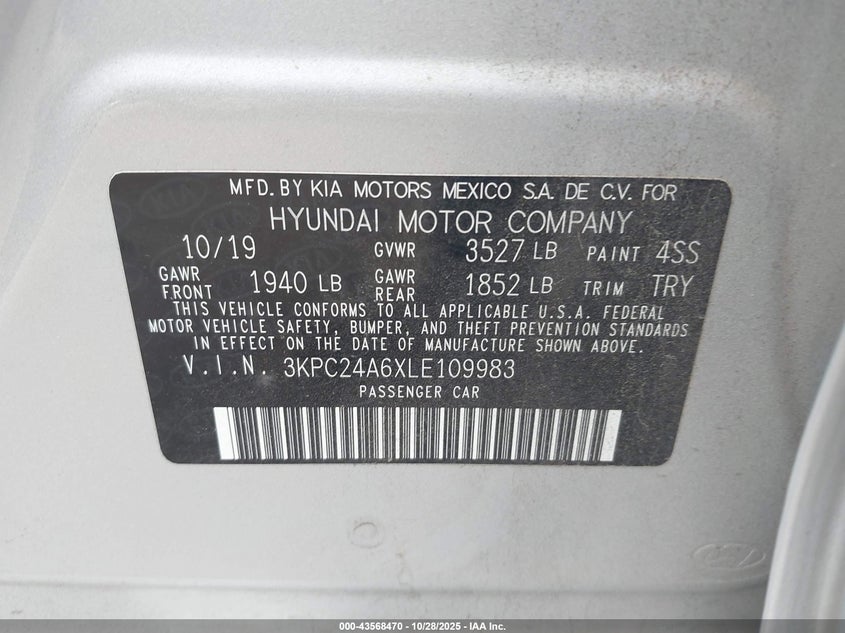 MFD. BY KIA MOTORS MEXICO S.A. DE C.V. FOR
HYUNDAI MOTOR COMPANY
10/19 GVWR 3527 LB PAINT 4SS
GAWR FRONT 1940 LB GAWR REAR 1852 LB TRIM TRY
THIS VEHICLE CONFORMS TO ALL APPLICABLE U.S.A. FEDERAL
MOTOR VEHICLE SAFETY, BUMPER, AND THEFT PREVENTION STANDARDS
IN EFFECT ON THE DATE OF MANUFACTURE SHOWN ABOVE.
V.I.N. 3KPC24A6XLE109983
PASSENGER CAR
000-43568470 | 10/28/2025 - IAA Inc.